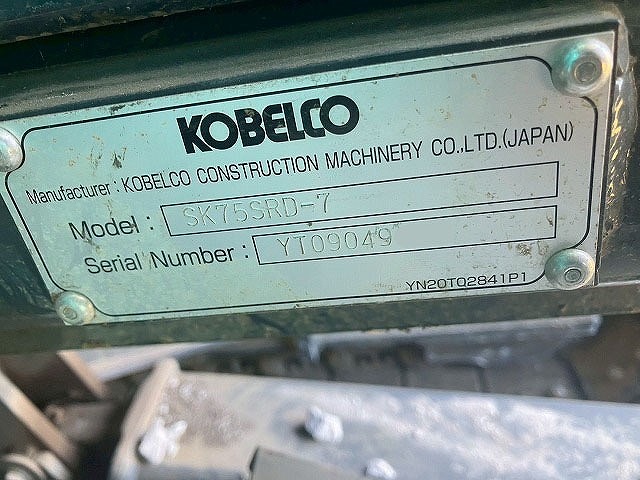 KOBELCO
Manufacturer : KOBELCO CONSTRUCTION MACHINERY CO.,LTD.(JAPAN)
Model : SK75SRD-7
Serial Number : YT09049
YN20T02841P1